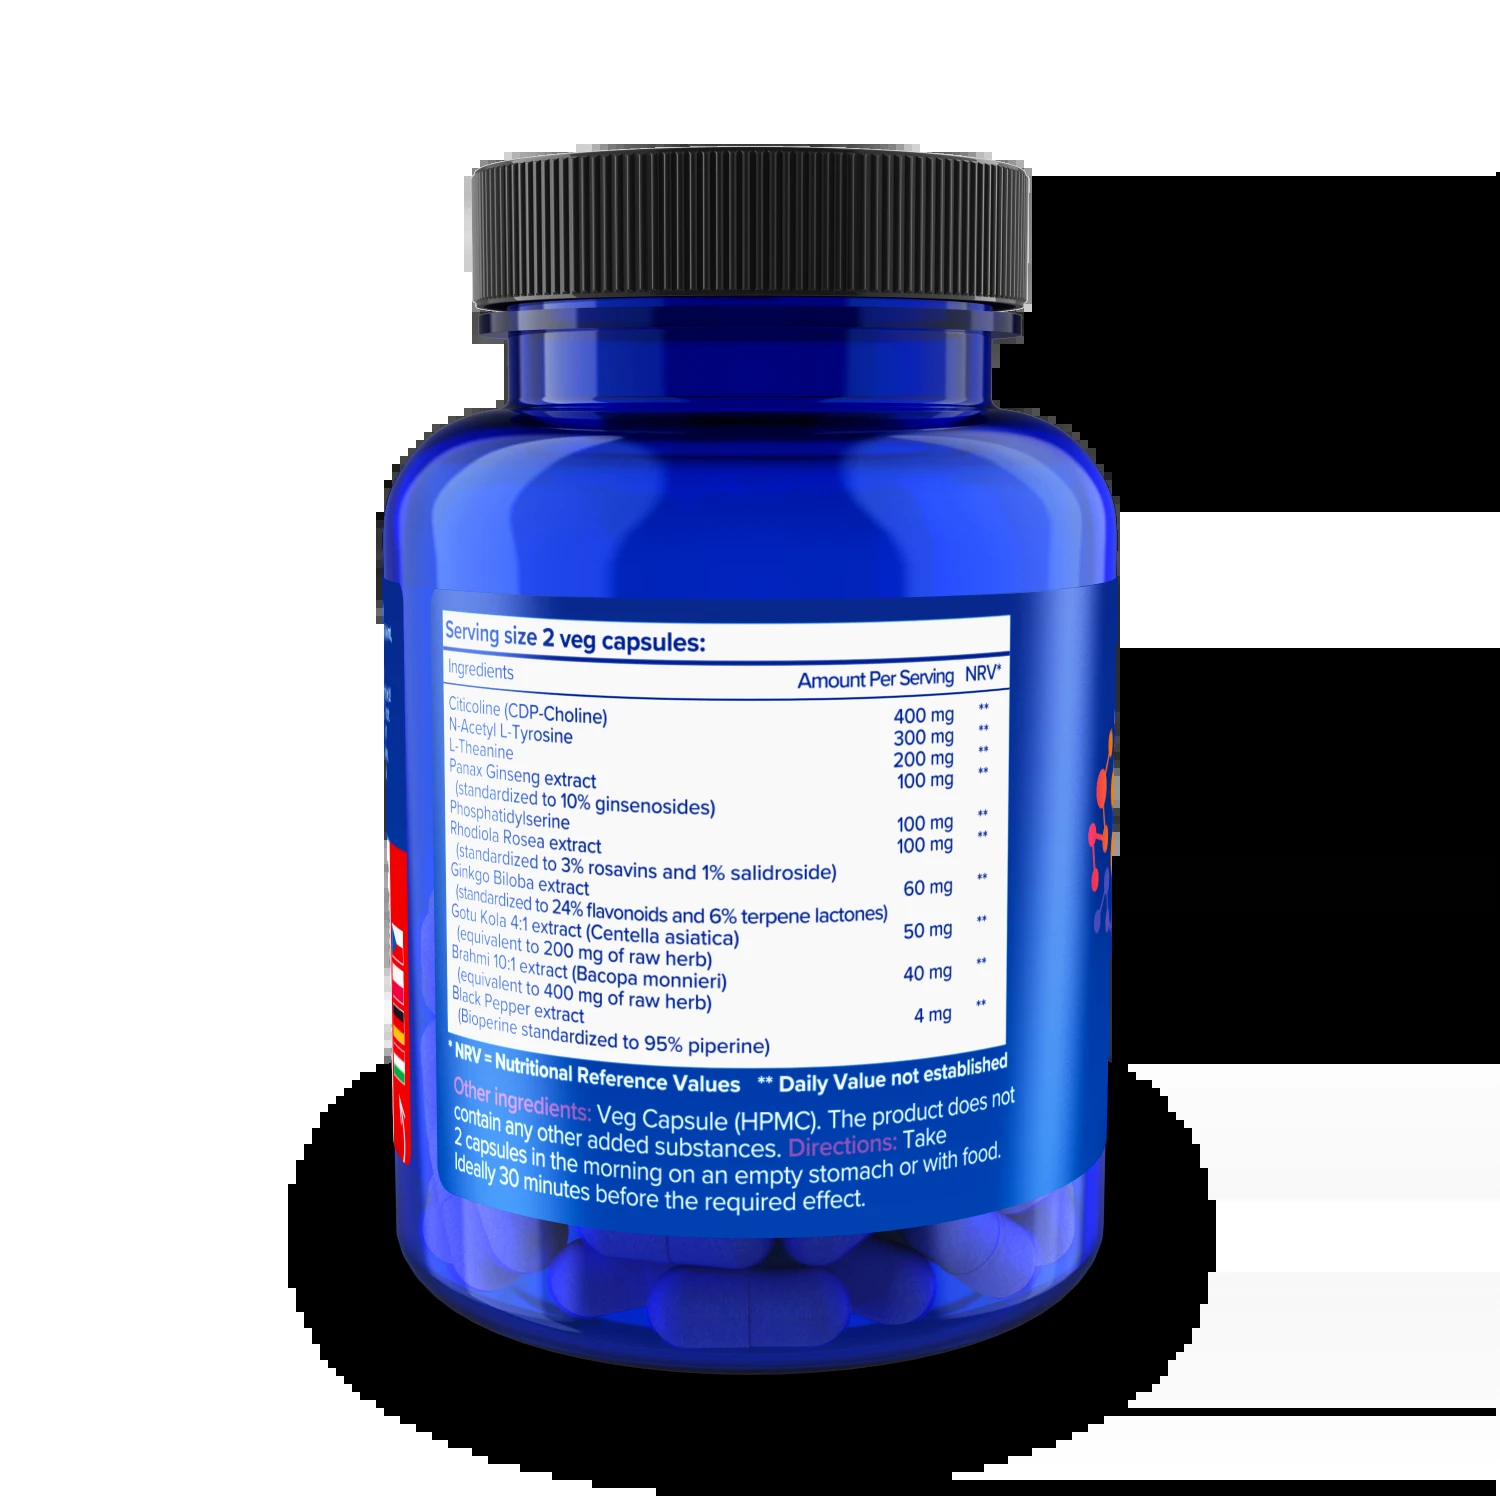 Serving size 2 veg capsules:
Ingredients Amount Per Serving NRV*
Citicoline (CDP-Choline) 400 mg **
N-Acetyl L-Tyrosine 300 mg **
L-Theanine 200 mg **
Panax Ginseng extract 100 mg **
(standardized to 10% ginsenosides)
Phosphatidylserine 100 mg **
Rhodiola Rosea extract 100 mg **
(standardized to 3% rosavins and 1% salidroside)
Ginkgo Biloba extract 60 mg **
(standardized to 24% flavonoids and 6% terpene lactones)
Gotu Kola 4:1 extract (Centella asiatica) 50 mg **
(equivalent to 200 mg of raw herb)
Brahmi 10:1 extract (Bacopa monnieri) 40 mg **
(equivalent to 400 mg of raw herb)
Black Pepper extract 4 mg **
(Bioperine standardized to 95% piperine)
* NRV = Nutritional Reference Values ** Daily Value not established
Other ingredients: Veg Capsule (HPMC). The product does not
contain any other added substances. Directions: Take
2 capsules in the morning on an empty stomach or with food.
Ideally 30 minutes before the required effect.